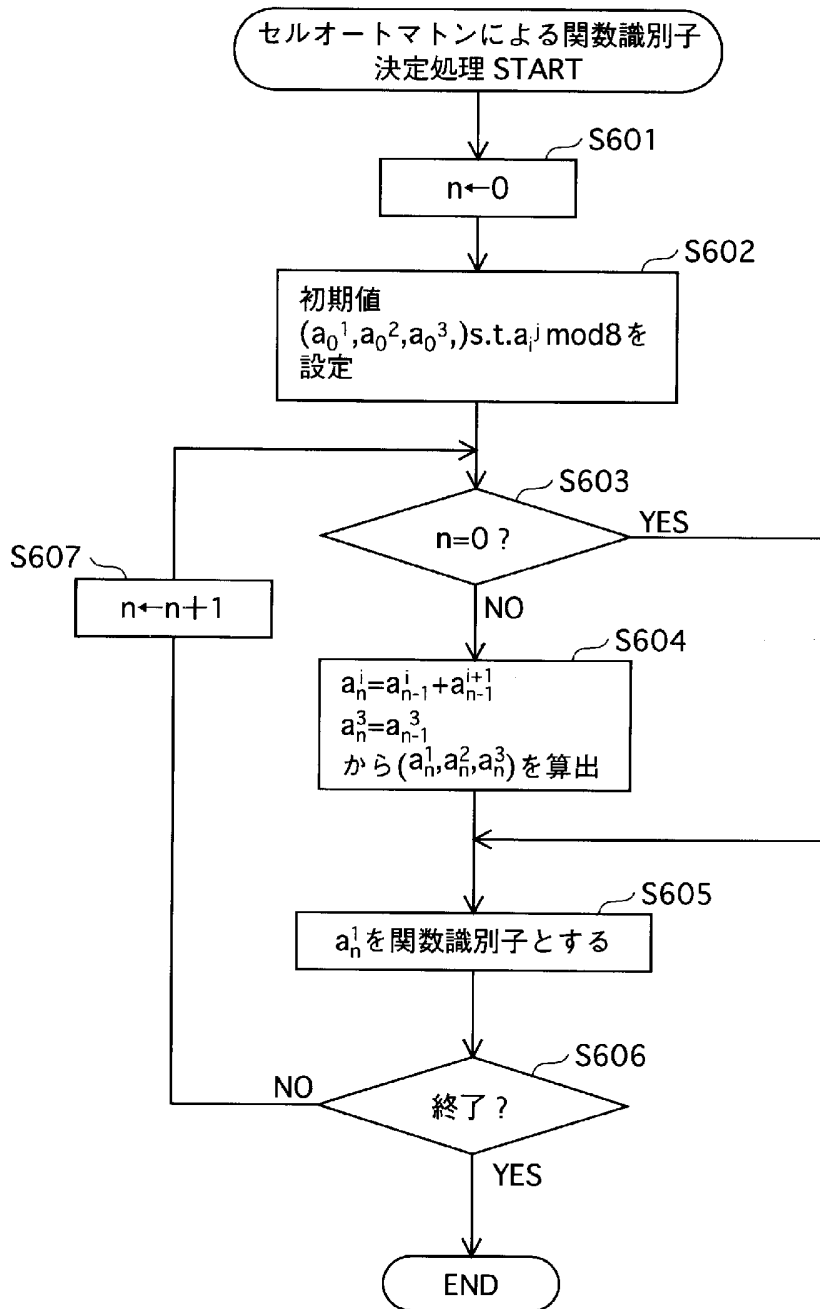 セルオートマトンによる関数識別子
決定処理 START
S601
n←0
S602
初期値
(a₀¹,a₀²,a₀³,)s.t.aᵢʲ mod8を
設定
S603
n=0？
YES
NO
S607
n←n＋1
S604
aₙⁱ=aₙ₋₁ⁱ+aₙ₋₁ⁱ⁺¹
aₙ³=aₙ₋₁³
から(aₙ¹,aₙ²,aₙ³)を算出
S605
aₙ¹を関数識別子とする
S606
終了？
NO
YES
END